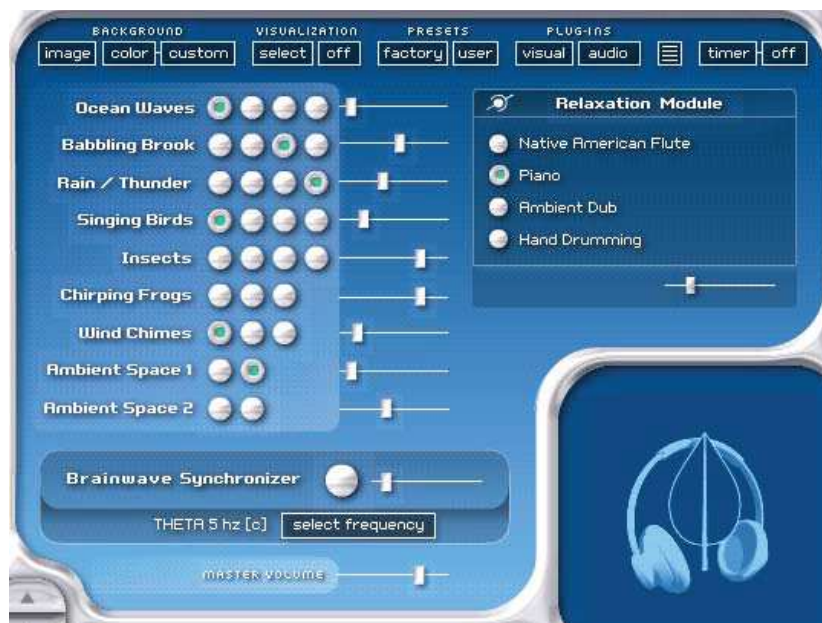 BACKGROUND VISUALIZATION PRESETS PLUG-INS
image color custom select off factory user visual audio timer off
Ocean Waves
Babbling Brook
Rain / Thunder
Singing Birds
Insects
Chirping Frogs
Wind Chimes
Ambient Space 1
Ambient Space 2
Relaxation Module
Native American Flute
Piano
Ambient Dub
Hand Drumming
Brainwave Synchronizer
THETA 5 hz [c] select frequency
MASTER VOLUME